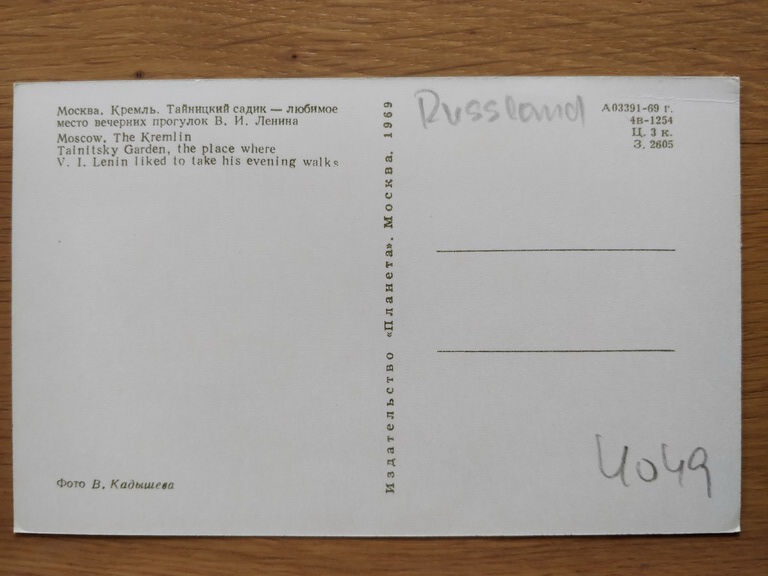 Москва. Кремль. Тайницкий садик — любимое
место вечерних прогулок В. И. Ленина
Moscow. The Kremlin
Tainitsky Garden, the place where
V. I. Lenin liked to take his evening walks
Фото В. Кадышева
Издательство «Планета». Москва. 1969
Russland
А03391-69 г.
4в-1254
Ц. 3 к.
З. 2605
4049